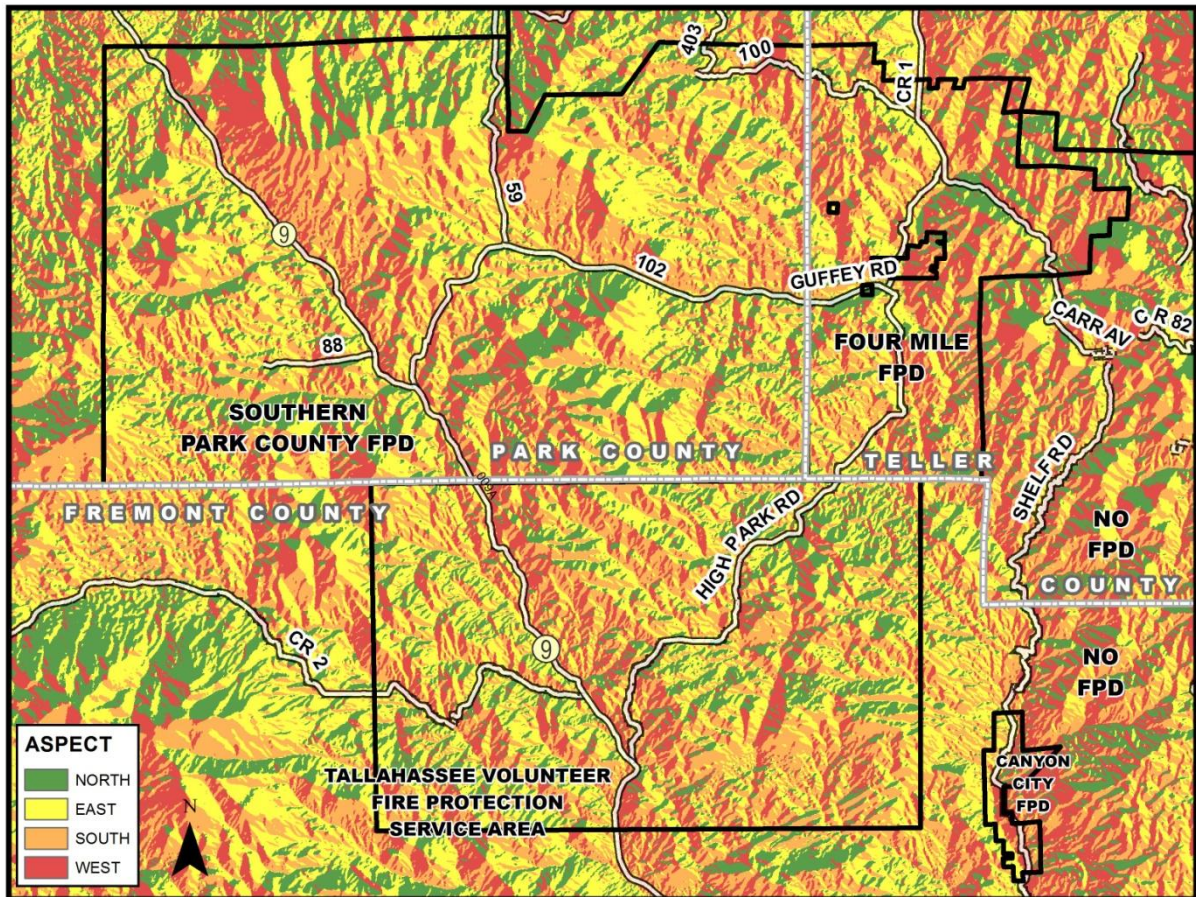 403
700
CR 1
59
9
102
GUFFEY RD
CARR AV
C R 82
88
FOUR MILE
FPD
SOUTHERN
PARK COUNTY FPD
PARK COUNTY
TELLER
SHELF RD
FREMONT COUNTY
HIGH PARK RD
NO
FPD
COUNTY
CR 2
9
NO
FPD
ASPECT
NORTH
EAST
SOUTH
WEST
N
TALLAHASSEE VOLUNTEER
FIRE PROTECTION
SERVICE AREA
CANYON
CITY
FPD